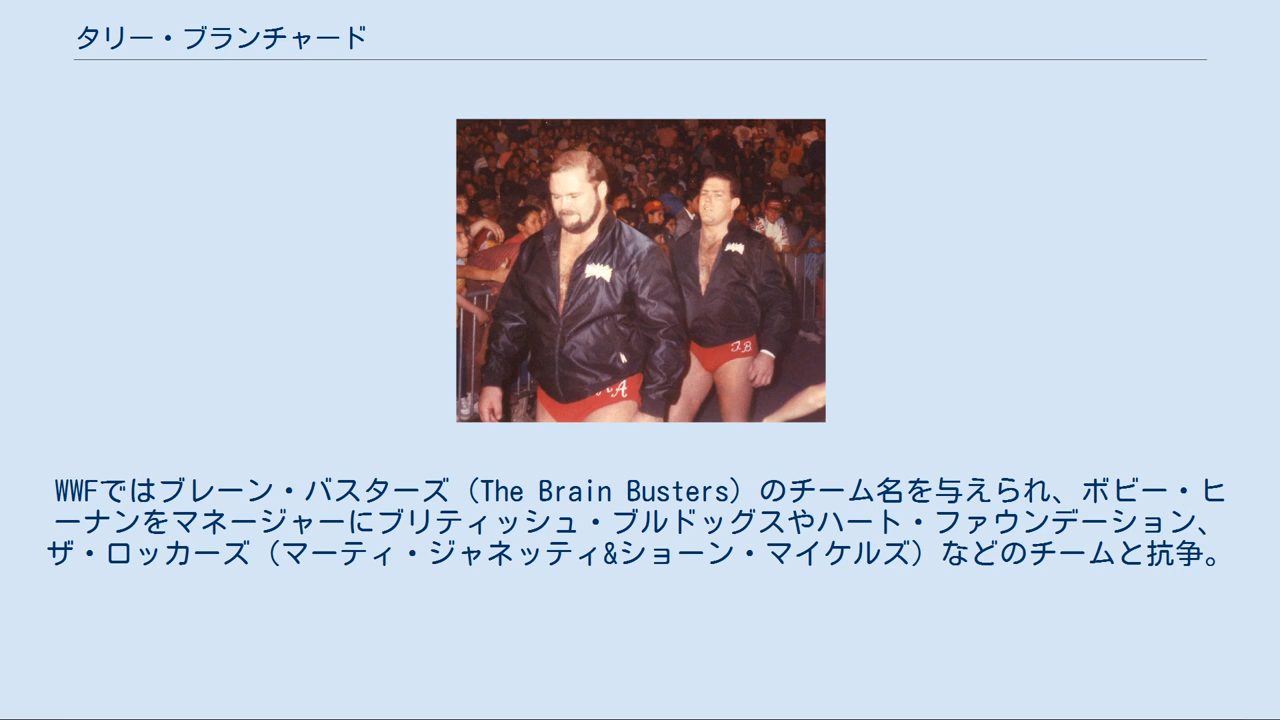 タリー・ブランチャード
AA
TB
WWFではブレーン・バスターズ（The Brain Busters）のチーム名を与えられ、ボビー・ヒ
ーナンをマネージャーにブリティッシュ・ブルドッグスやハート・ファウンデーション、
ザ・ロッカーズ（マーティ・ジャネッティ&ショーン・マイケルズ）などのチームと抗争。